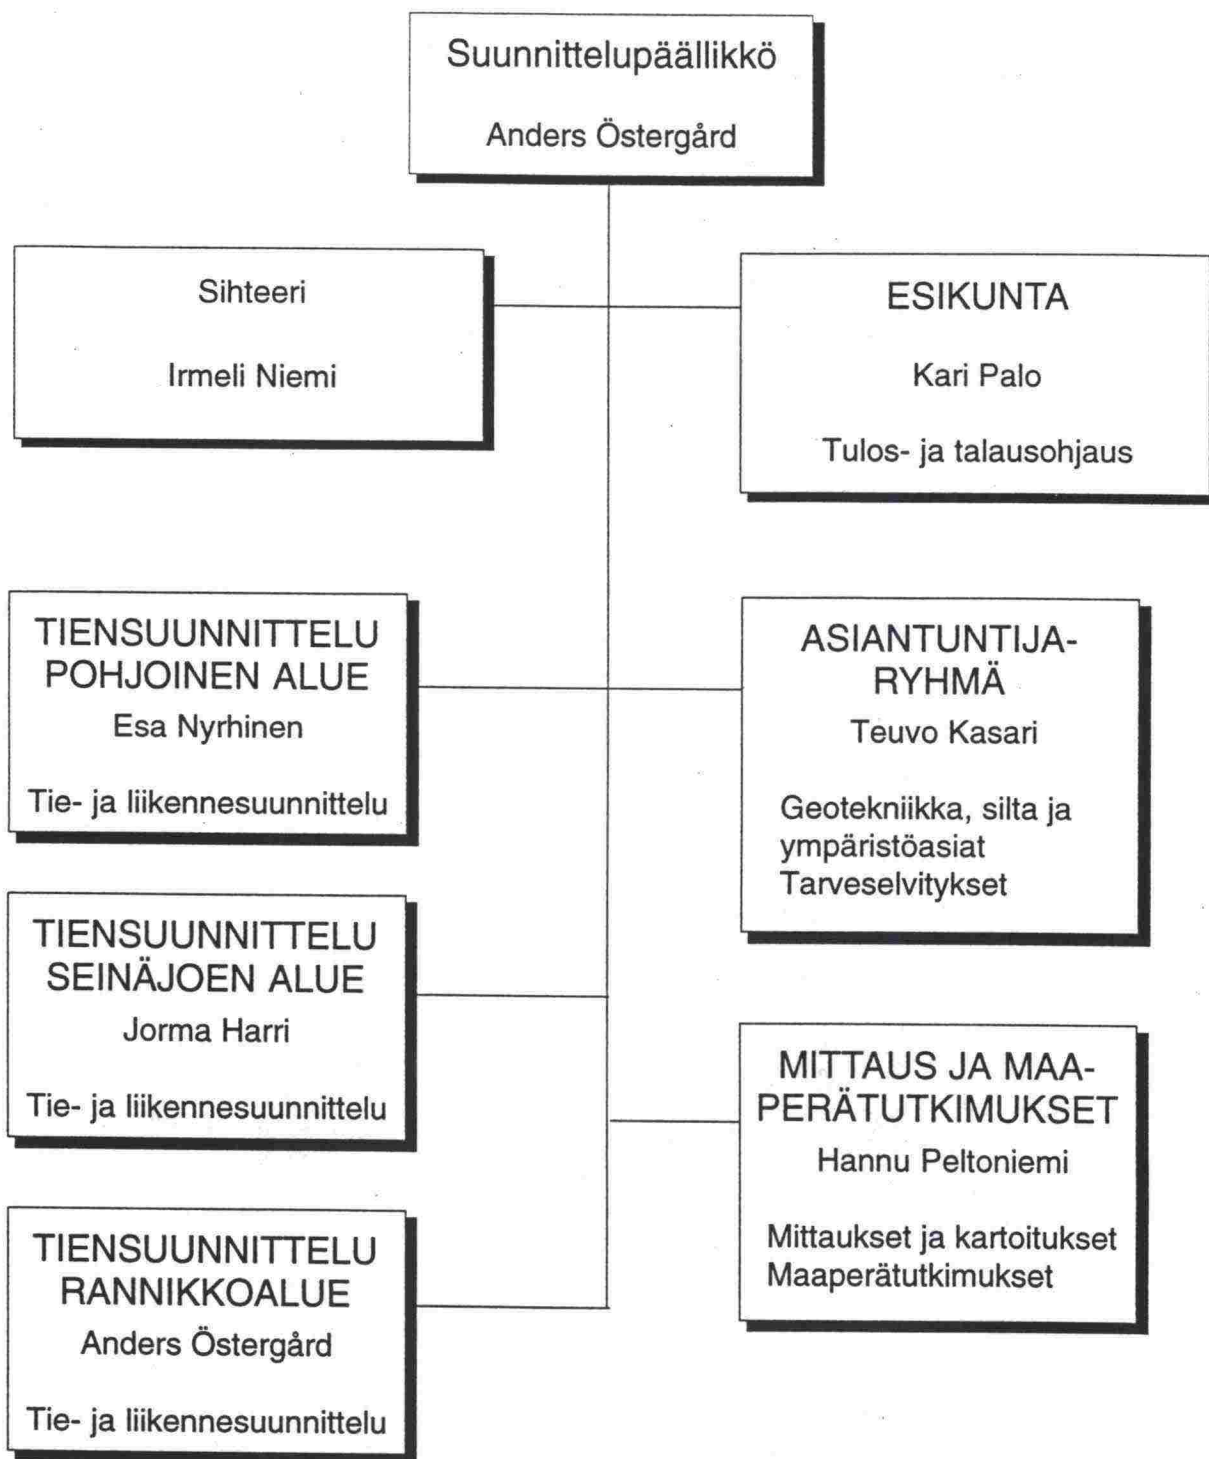 Suunnittelupäällikkö
Anders Östergård
Sihteeri
Irmeli Niemi
ESIKUNTA
Kari Palo
Tulos- ja talausohjaus
TIENSUUNNITTELU
POHJOINEN ALUE
Esa Nyrhinen
Tie- ja liikennesuunnittelu
ASIANTUNTIJA-
RYHMÄ
Teuvo Kasari
Geotekniikka, silta ja
ympäristöasiat
Tarveselvitykset
TIENSUUNNITTELU
SEINÄJOEN ALUE
Jorma Harri
Tie- ja liikennesuunnittelu
MITTAUS JA MAA-
PERÄTUTKIMUKSET
Hannu Peltoniemi
Mittaukset ja kartoitukset
Maaperätutkimukset
TIENSUUNNITTELU
RANNIKKOALUE
Anders Östergård
Tie- ja liikennesuunnittelu